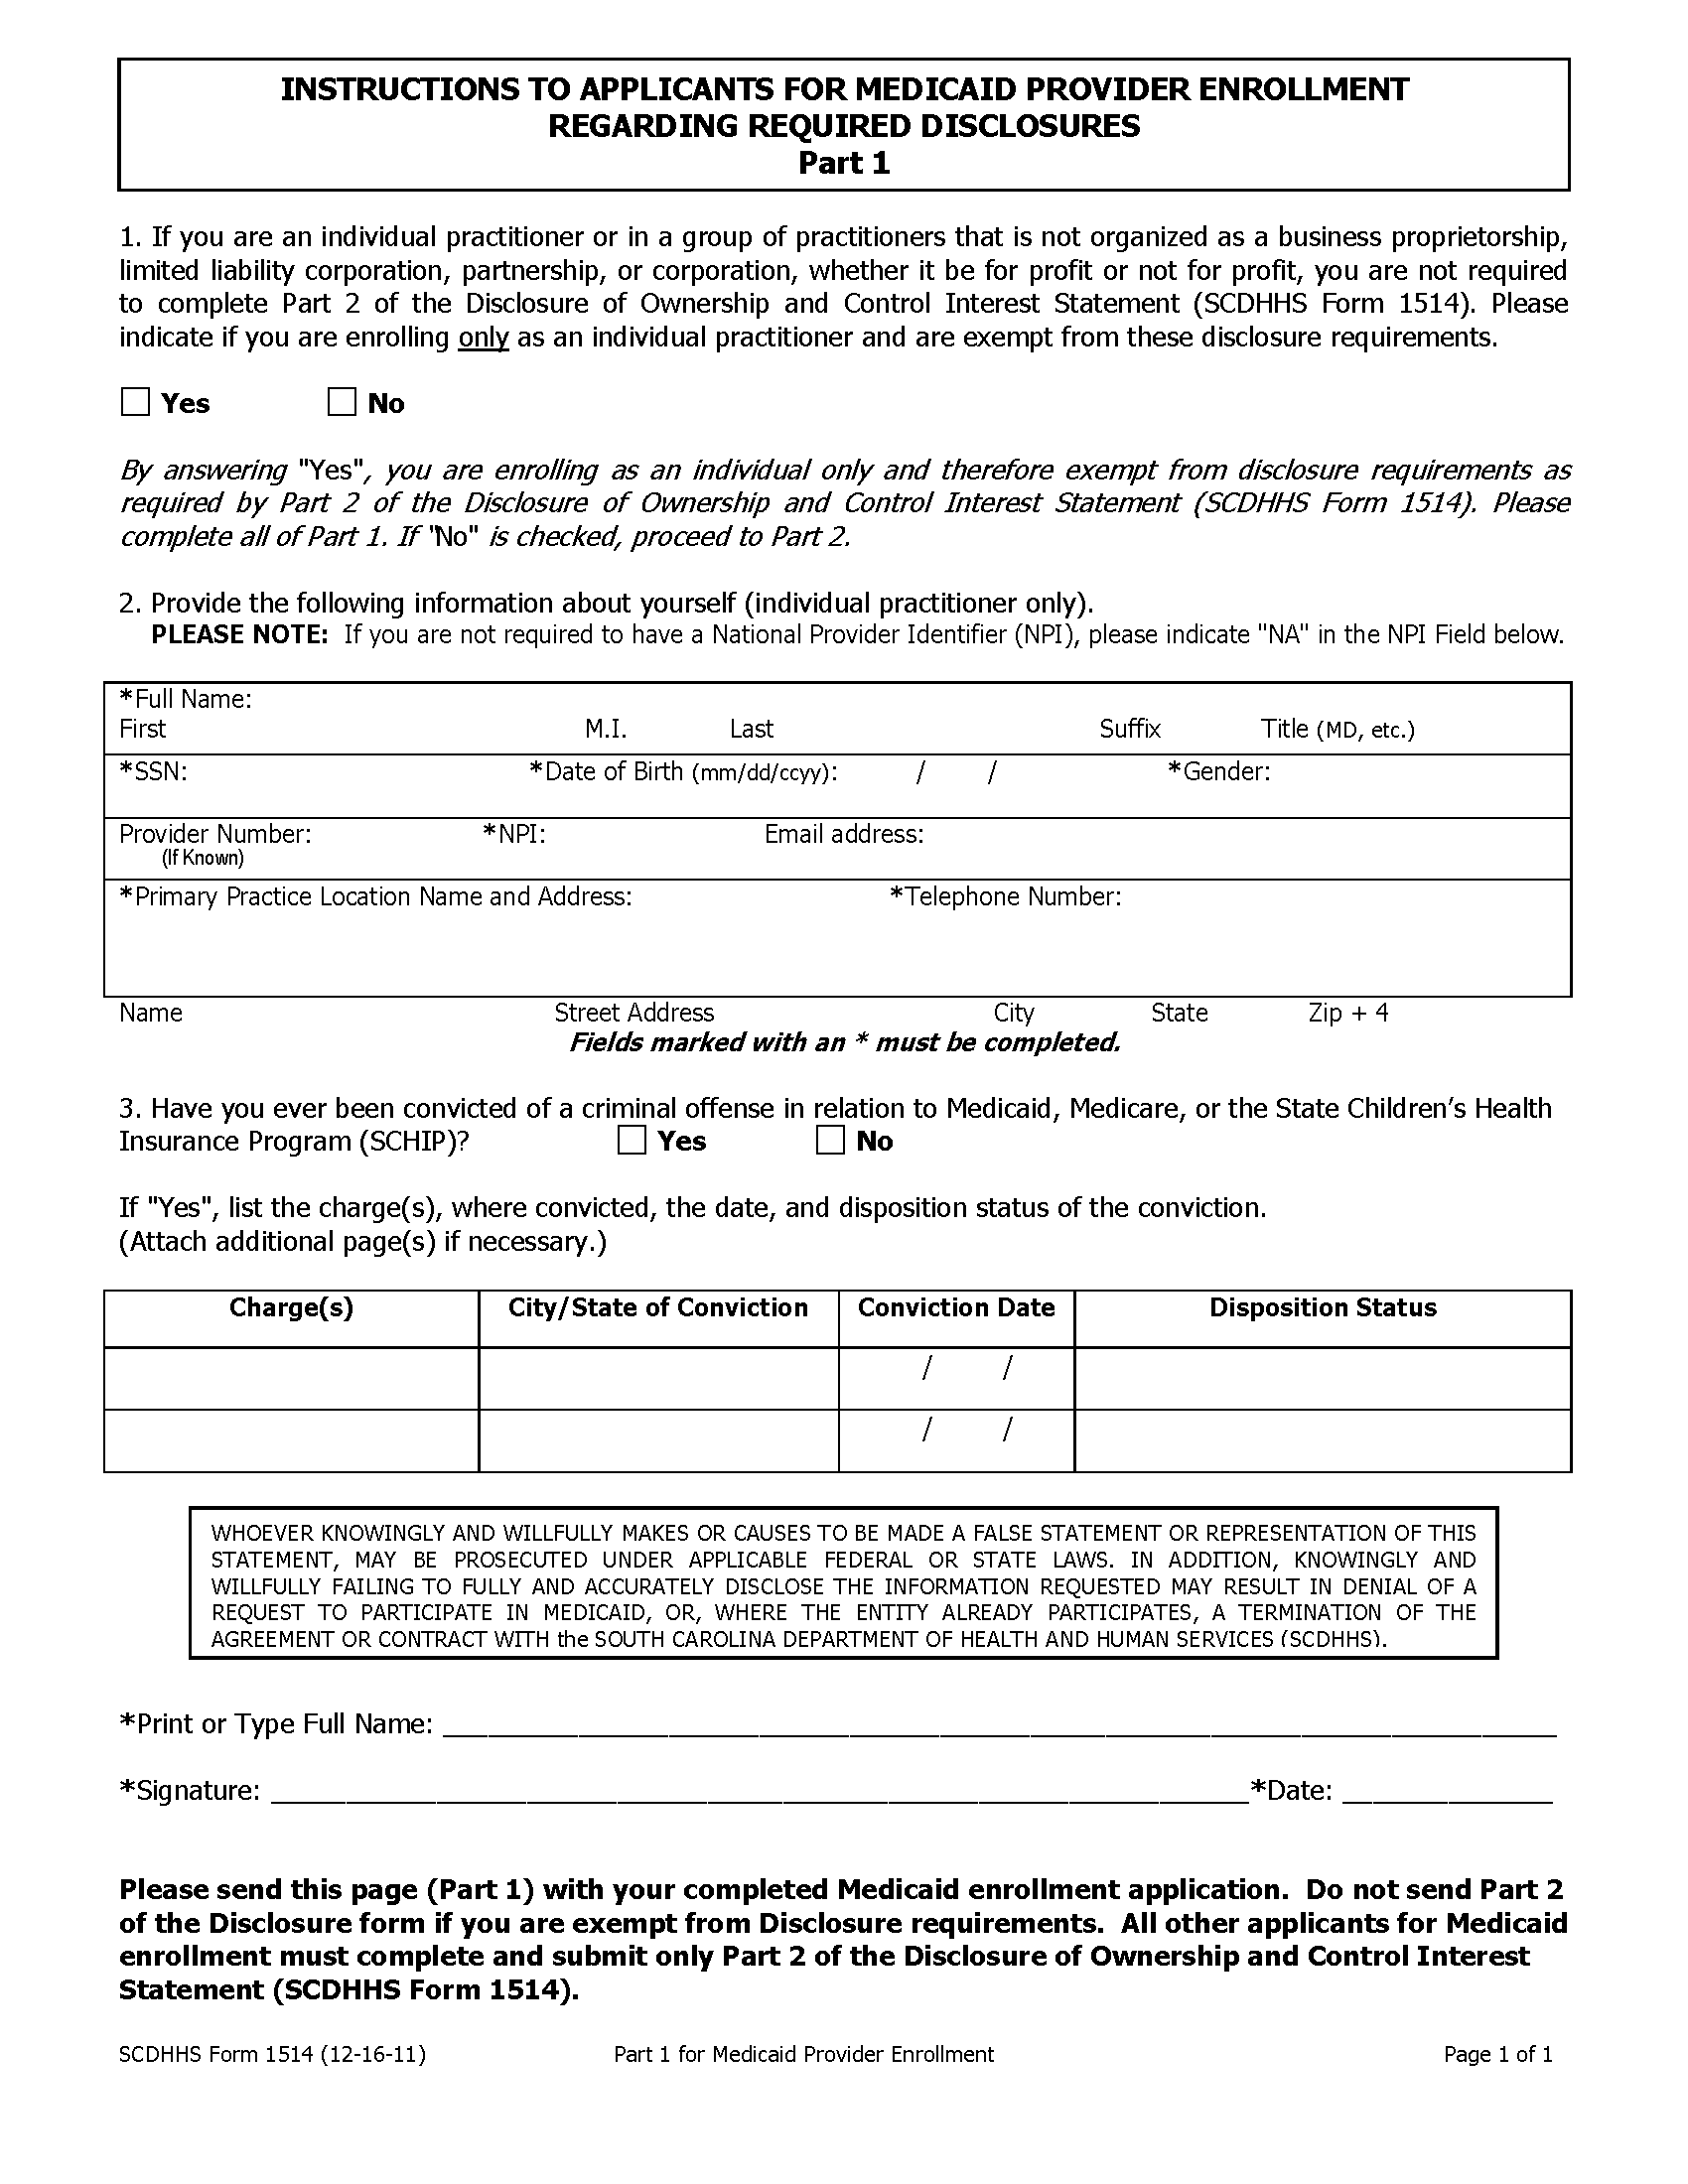 INSTRUCTIONS TO APPLICANTS FOR MEDICAID PROVIDER ENROLLMENT
REGARDING REQUIRED DISCLOSURES
Part 1
1. If you are an individual practitioner or in a group of practitioners that is not organized as a business proprietorship,
limited liability corporation, partnership, or corporation, whether it be for profit or not for profit, you are not required
to complete Part 2 of the Disclosure of Ownership and Control Interest Statement (SCDHHS Form 1514). Please
indicate if you are enrolling only as an individual practitioner and are exempt from these disclosure requirements.
Yes No
By answering "Yes", you are enrolling as an individual only and therefore exempt from disclosure requirements as
required by Part 2 of the Disclosure of Ownership and Control Interest Statement (SCDHHS Form 1514). Please
complete all of Part 1. If "No" is checked, proceed to Part 2.
2. Provide the following information about yourself (individual practitioner only).
PLEASE NOTE: If you are not required to have a National Provider Identifier (NPI), please indicate "NA" in the NPI Field below.
*Full Name:
First M.I. Last Suffix Title (MD, etc.)
*SSN: *Date of Birth (mm/dd/ccyy): / / *Gender:
Provider Number: *NPI: Email address:
(If Known)
*Primary Practice Location Name and Address: *Telephone Number:
Name Street Address City State Zip + 4
Fields marked with an * must be completed.
3. Have you ever been convicted of a criminal offense in relation to Medicaid, Medicare, or the State Children's Health
Insurance Program (SCHIP)? Yes No
If "Yes", list the charge(s), where convicted, the date, and disposition status of the conviction.
(Attach additional page(s) if necessary.)
Charge(s) City/State of Conviction Conviction Date Disposition Status
/ /
/ /
WHOEVER KNOWINGLY AND WILLFULLY MAKES OR CAUSES TO BE MADE A FALSE STATEMENT OR REPRESENTATION OF THIS
STATEMENT, MAY BE PROSECUTED UNDER APPLICABLE FEDERAL OR STATE LAWS. IN ADDITION, KNOWINGLY AND
WILLFULLY FAILING TO FULLY AND ACCURATELY DISCLOSE THE INFORMATION REQUESTED MAY RESULT IN DENIAL OF A
REQUEST TO PARTICIPATE IN MEDICAID, OR, WHERE THE ENTITY ALREADY PARTICIPATES, A TERMINATION OF THE
AGREEMENT OR CONTRACT WITH the SOUTH CAROLINA DEPARTMENT OF HEALTH AND HUMAN SERVICES (SCDHHS).
*Print or Type Full Name: ____________________
*Signature: ____________________*Date: __________
Please send this page (Part 1) with your completed Medicaid enrollment application. Do not send Part 2
of the Disclosure form if you are exempt from Disclosure requirements. All other applicants for Medicaid
enrollment must complete and submit only Part 2 of the Disclosure of Ownership and Control Interest
Statement (SCDHHS Form 1514).
SCDHHS Form 1514 (12-16-11) Part 1 for Medicaid Provider Enrollment Page 1 of 1